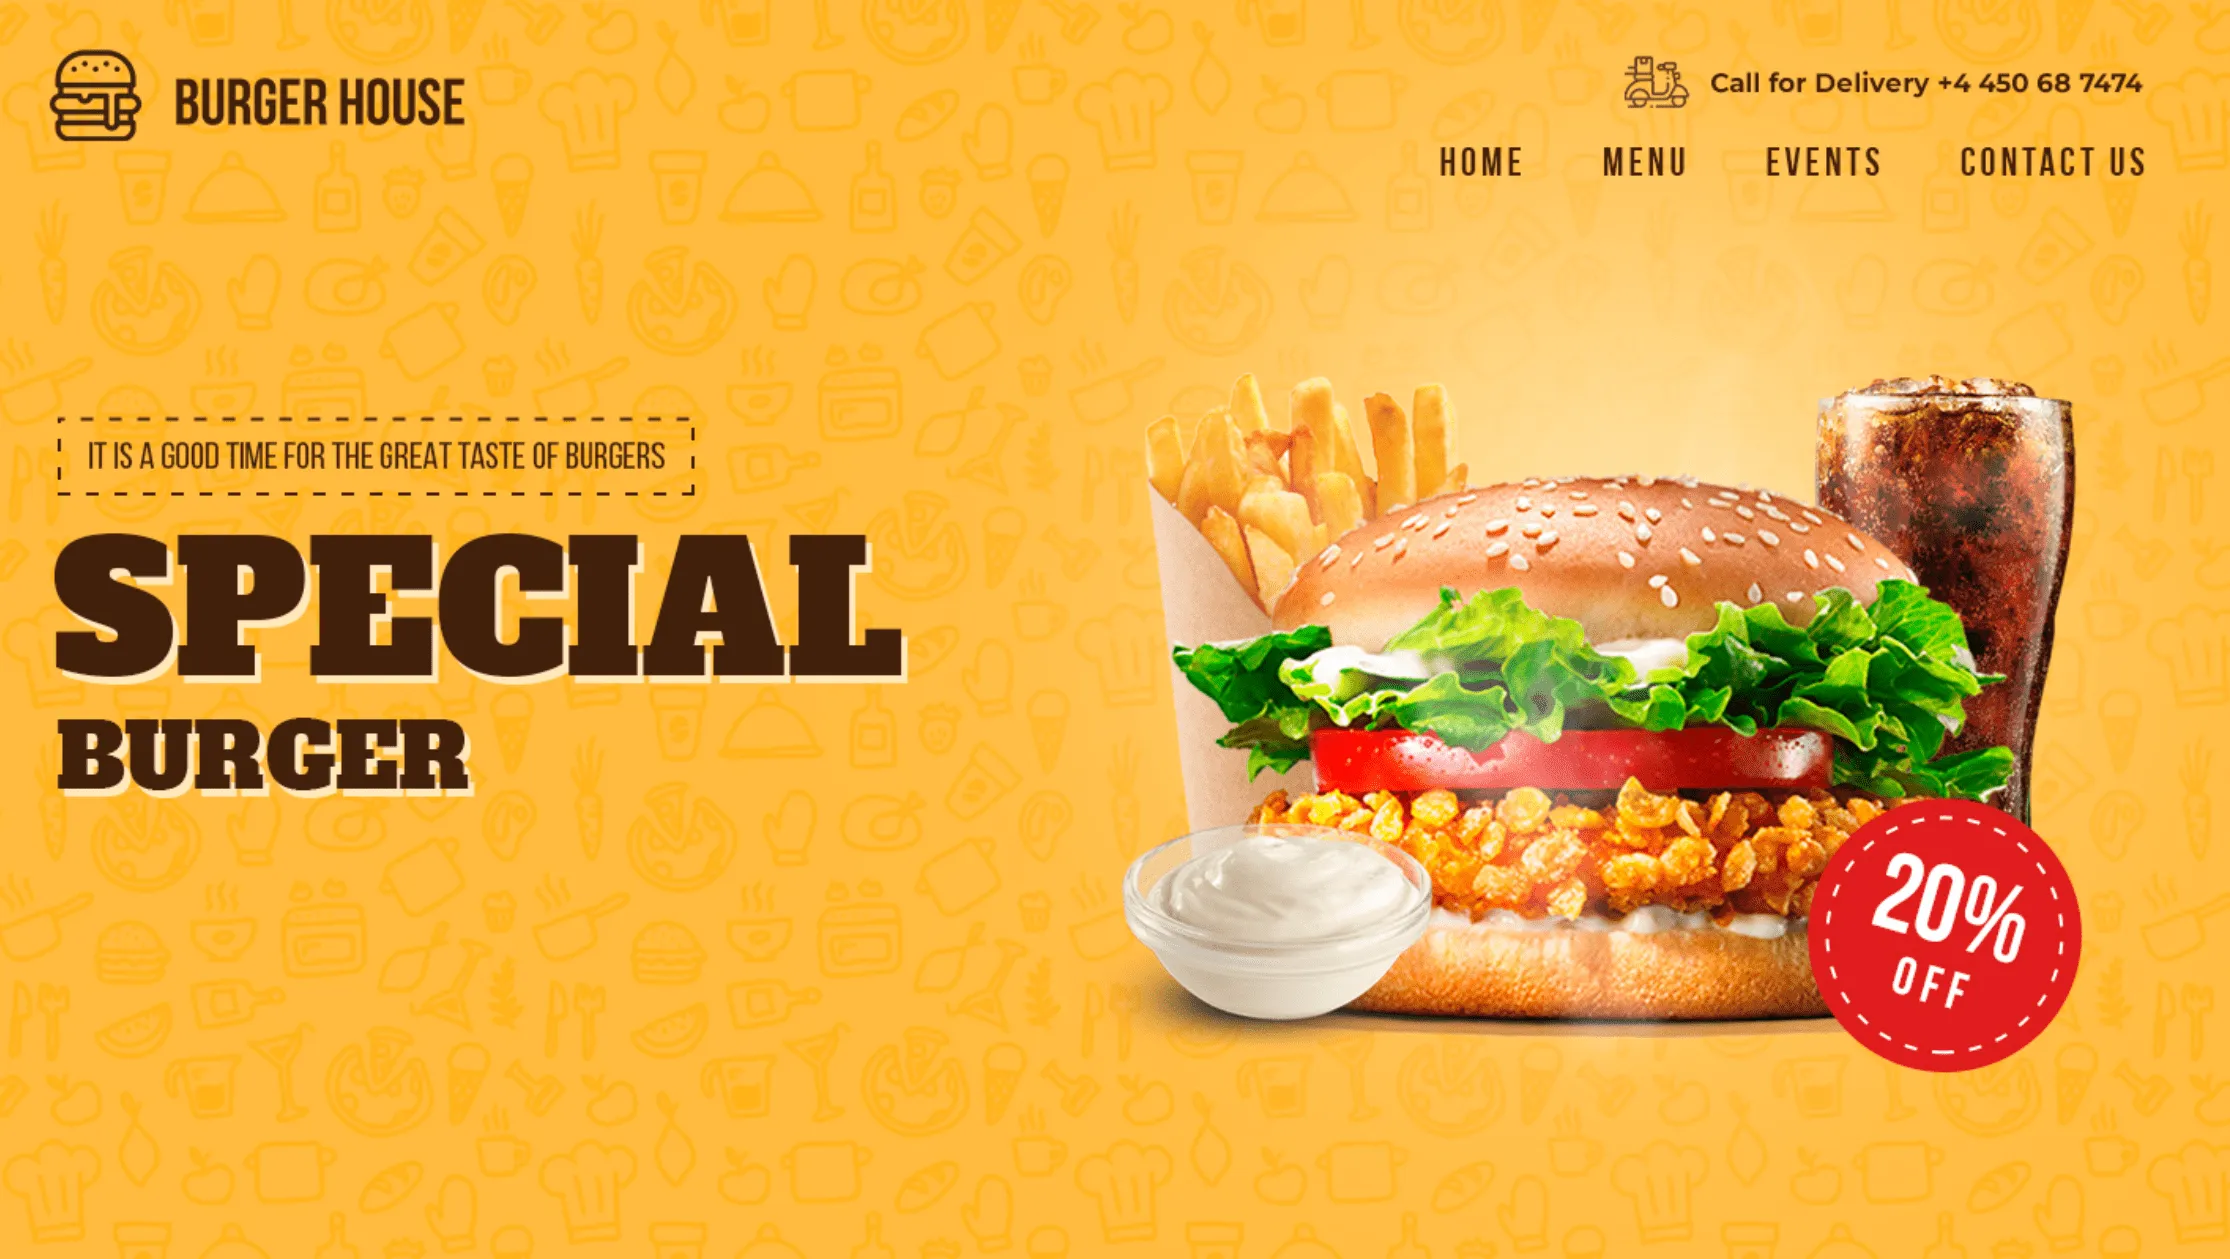 BURGER HOUSE
Call for Delivery +4 450 68 7474
HOME MENU EVENTS CONTACT US
IT IS A GOOD TIME FOR THE GREAT TASTE OF BURGERS
SPECIAL
BURGER
20%
OFF